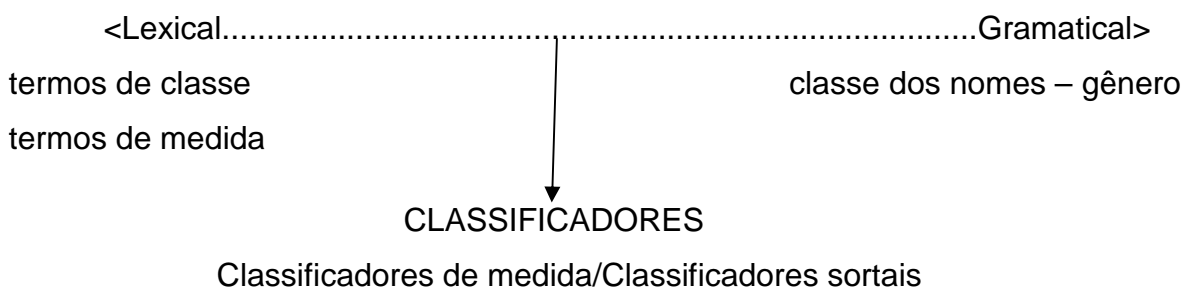 <Lexical.....................................................................................Gramatical>
termos de classe classe dos nomes – gênero
termos de medida
CLASSIFICADORES
Classificadores de medida/Classificadores sortais